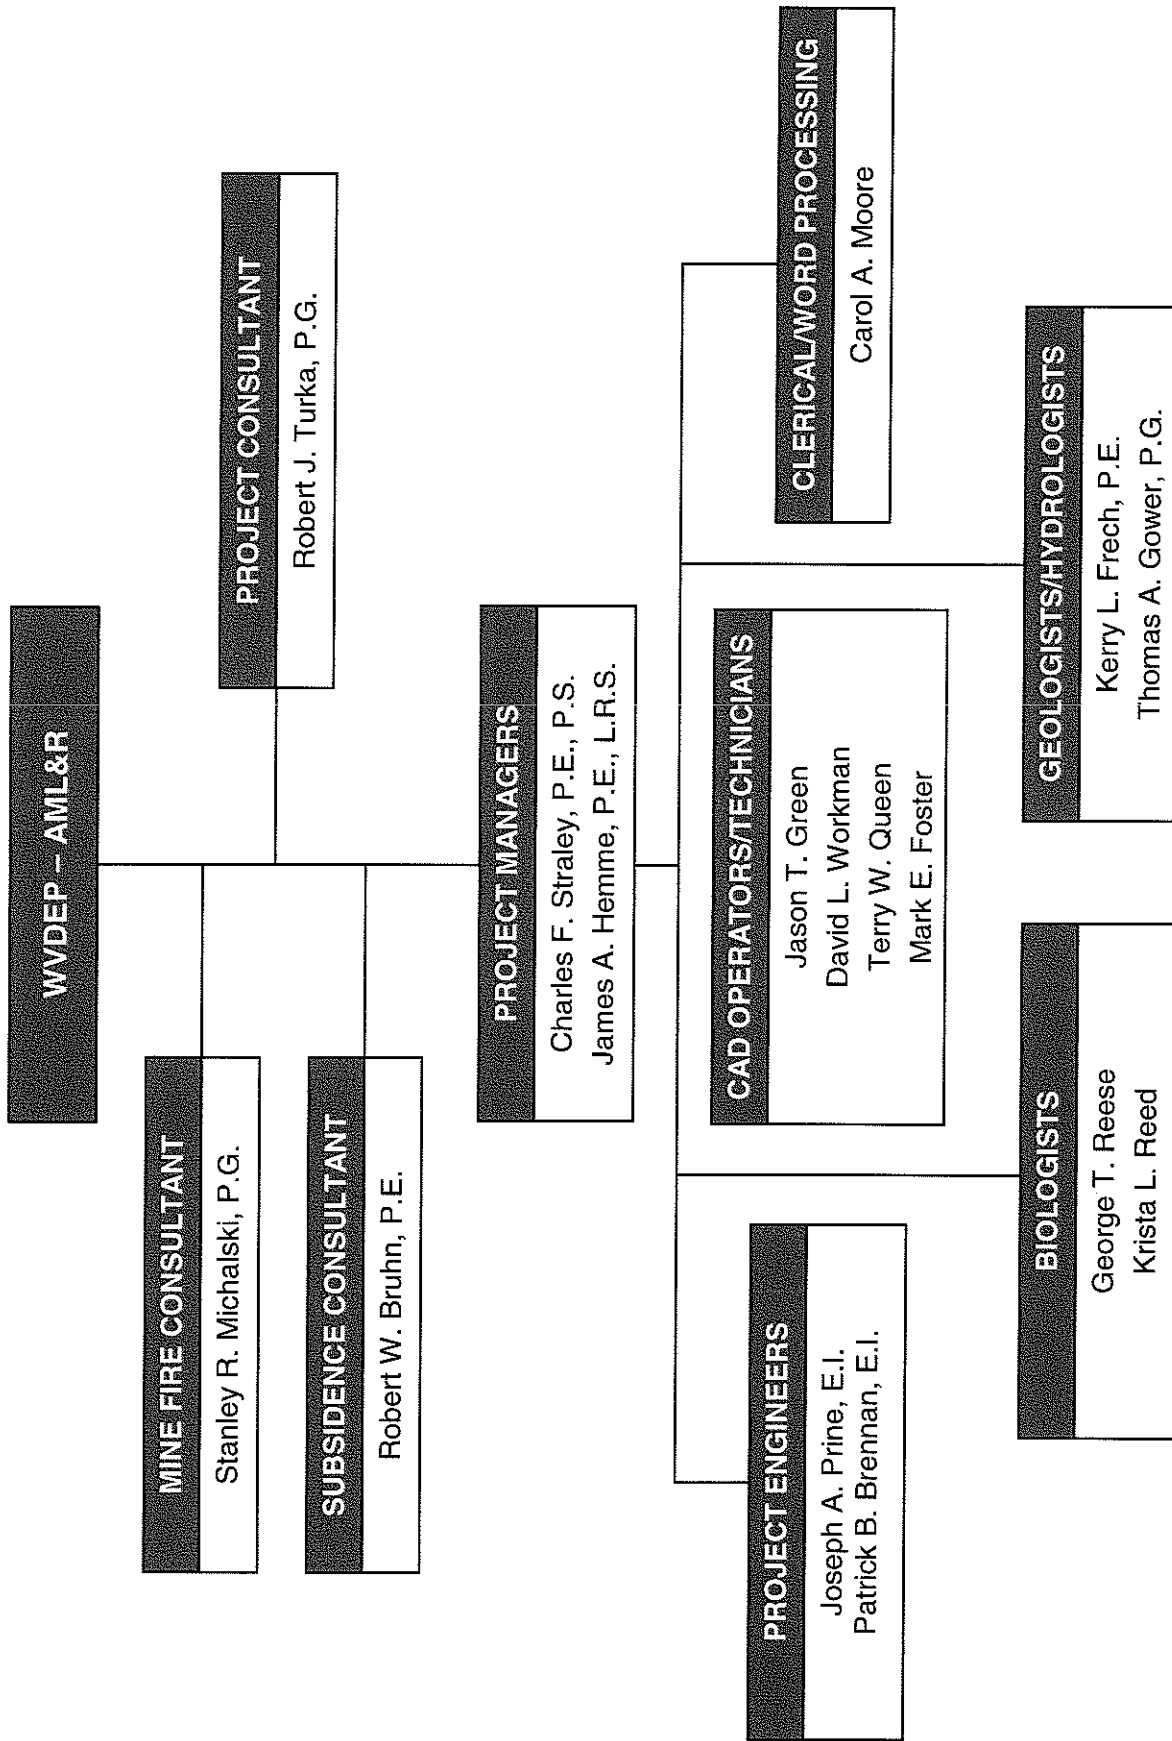 WVDEP – AML&R
MINE FIRE CONSULTANT
Stanley R. Michalski, P.G.
PROJECT CONSULTANT
Robert J. Turka, P.G.
SUBSIDENCE CONSULTANT
Robert W. Bruhn, P.E.
PROJECT MANAGERS
Charles F. Straley, P.E., P.S.
James A. Hemme, P.E., L.R.S.
PROJECT ENGINEERS
Joseph A. Prine, E.I.
Patrick B. Brennan, E.I.
CAD OPERATORS/TECHNICIANS
Jason T. Green
David L. Workman
Terry W. Queen
Mark E. Foster
CLERICAL/WORD PROCESSING
Carol A. Moore
BIOLOGISTS
George T. Reese
Krista L. Reed
GEOLOGISTS/HYDROLOGISTS
Kerry L. Frech, P.E.
Thomas A. Gower, P.G.